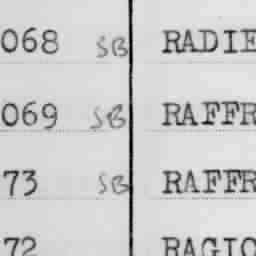 068 SB RADIE
069 SB RAFFR
73 SB RAFFR
72 RAGIO